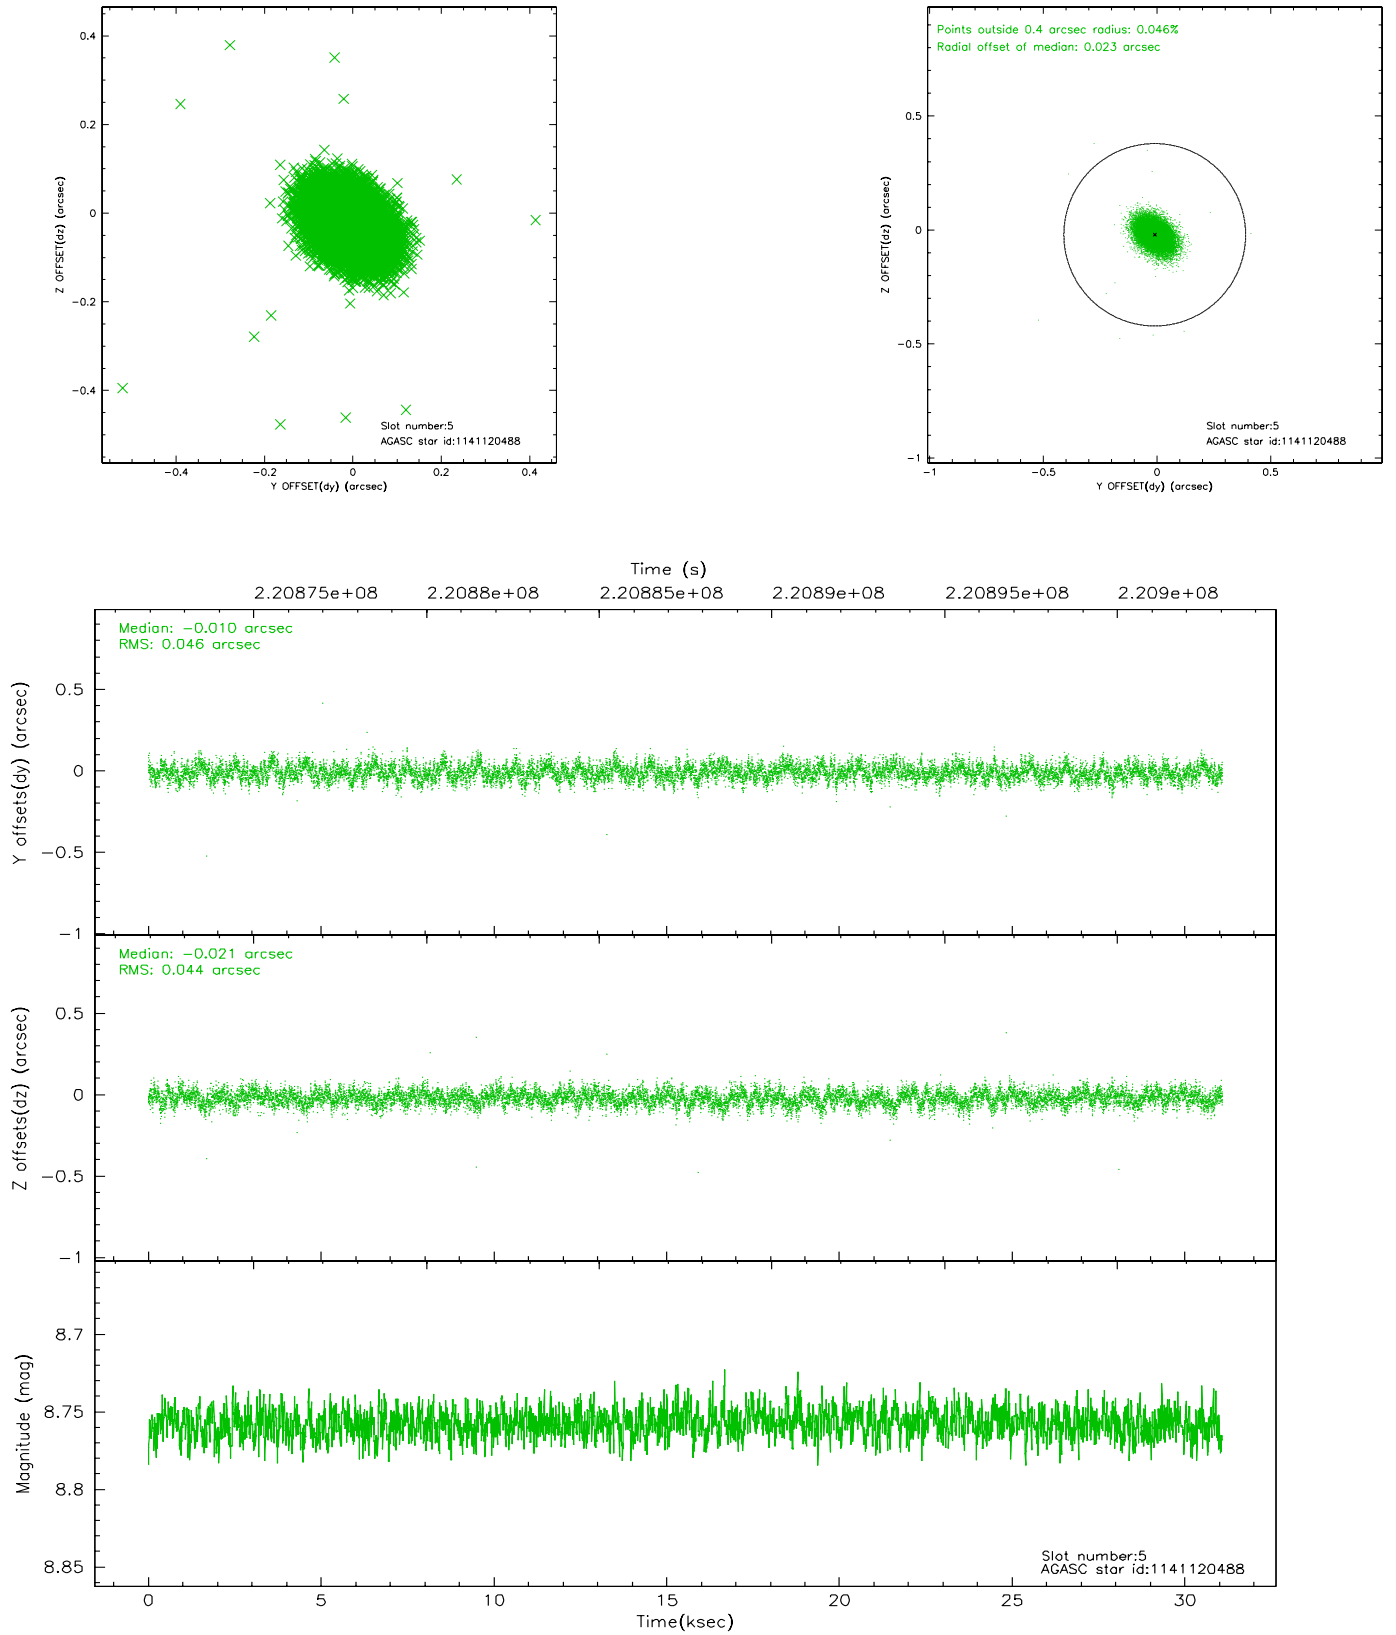 0.4
0.2
0
−0.2
−0.4
Z OFFSET(dz) (arcsec)
Slot number:5
AGASC star id:1141120488
−0.4 −0.2 0 0.2 0.4
Y OFFSET(dy) (arcsec)
Points outside 0.4 arcsec radius: 0.046%
Radial offset of median: 0.023 arcsec
0.5
0
−0.5
−1
Z OFFSET(dz) (arcsec)
Slot number:5
AGASC star id:1141120488
−1 −0.5 0 0.5
Y OFFSET(dy) (arcsec)
Time (s)
2.20875e+08 2.2088e+08 2.20885e+08 2.2089e+08 2.20895e+08 2.209e+08
Median: −0.010 arcsec
RMS: 0.046 arcsec
0.5
0
−0.5
−1
Y offsets(dy) (arcsec)
Median: −0.021 arcsec
RMS: 0.044 arcsec
0.5
0
−0.5
−1
Z offsets(dz) (arcsec)
8.7
8.75
8.8
8.85
Magnitude (mag)
Slot number:5
AGASC star id:1141120488
0 5 10 15 20 25 30
Time(ksec)